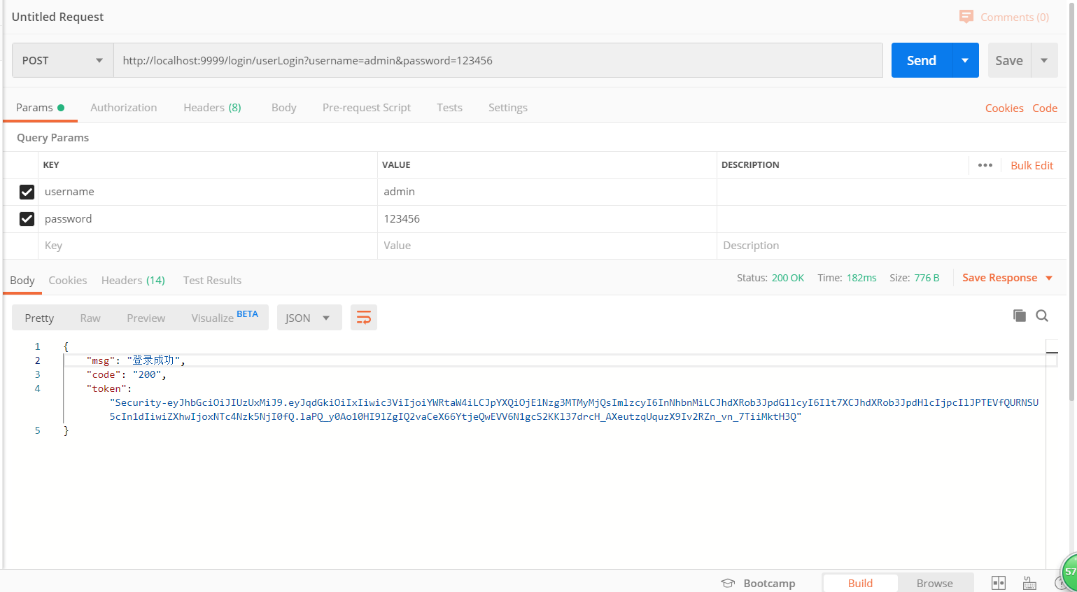 Untitled Request
Comments (0)
POST
http://localhost:9999/login/userLogin?username=admin&password=123456
Send
Save
Params
Authorization
Headers (8)
Body
Pre-request Script
Tests
Settings
Cookies
Code
Query Params
KEY
VALUE
DESCRIPTION
Bulk Edit
username
admin
password
123456
Key
Value
Description
Body
Cookies
Headers (14)
Test Results
Status: 200 OK
Time: 182ms
Size: 776 B
Save Response
Pretty
Raw
Preview
Visualize BETA
JSON
1 {
2 "msg": "登录成功",
3 "code": "200",
4 "token":
5 }
Bootcamp
Build
Browse
57